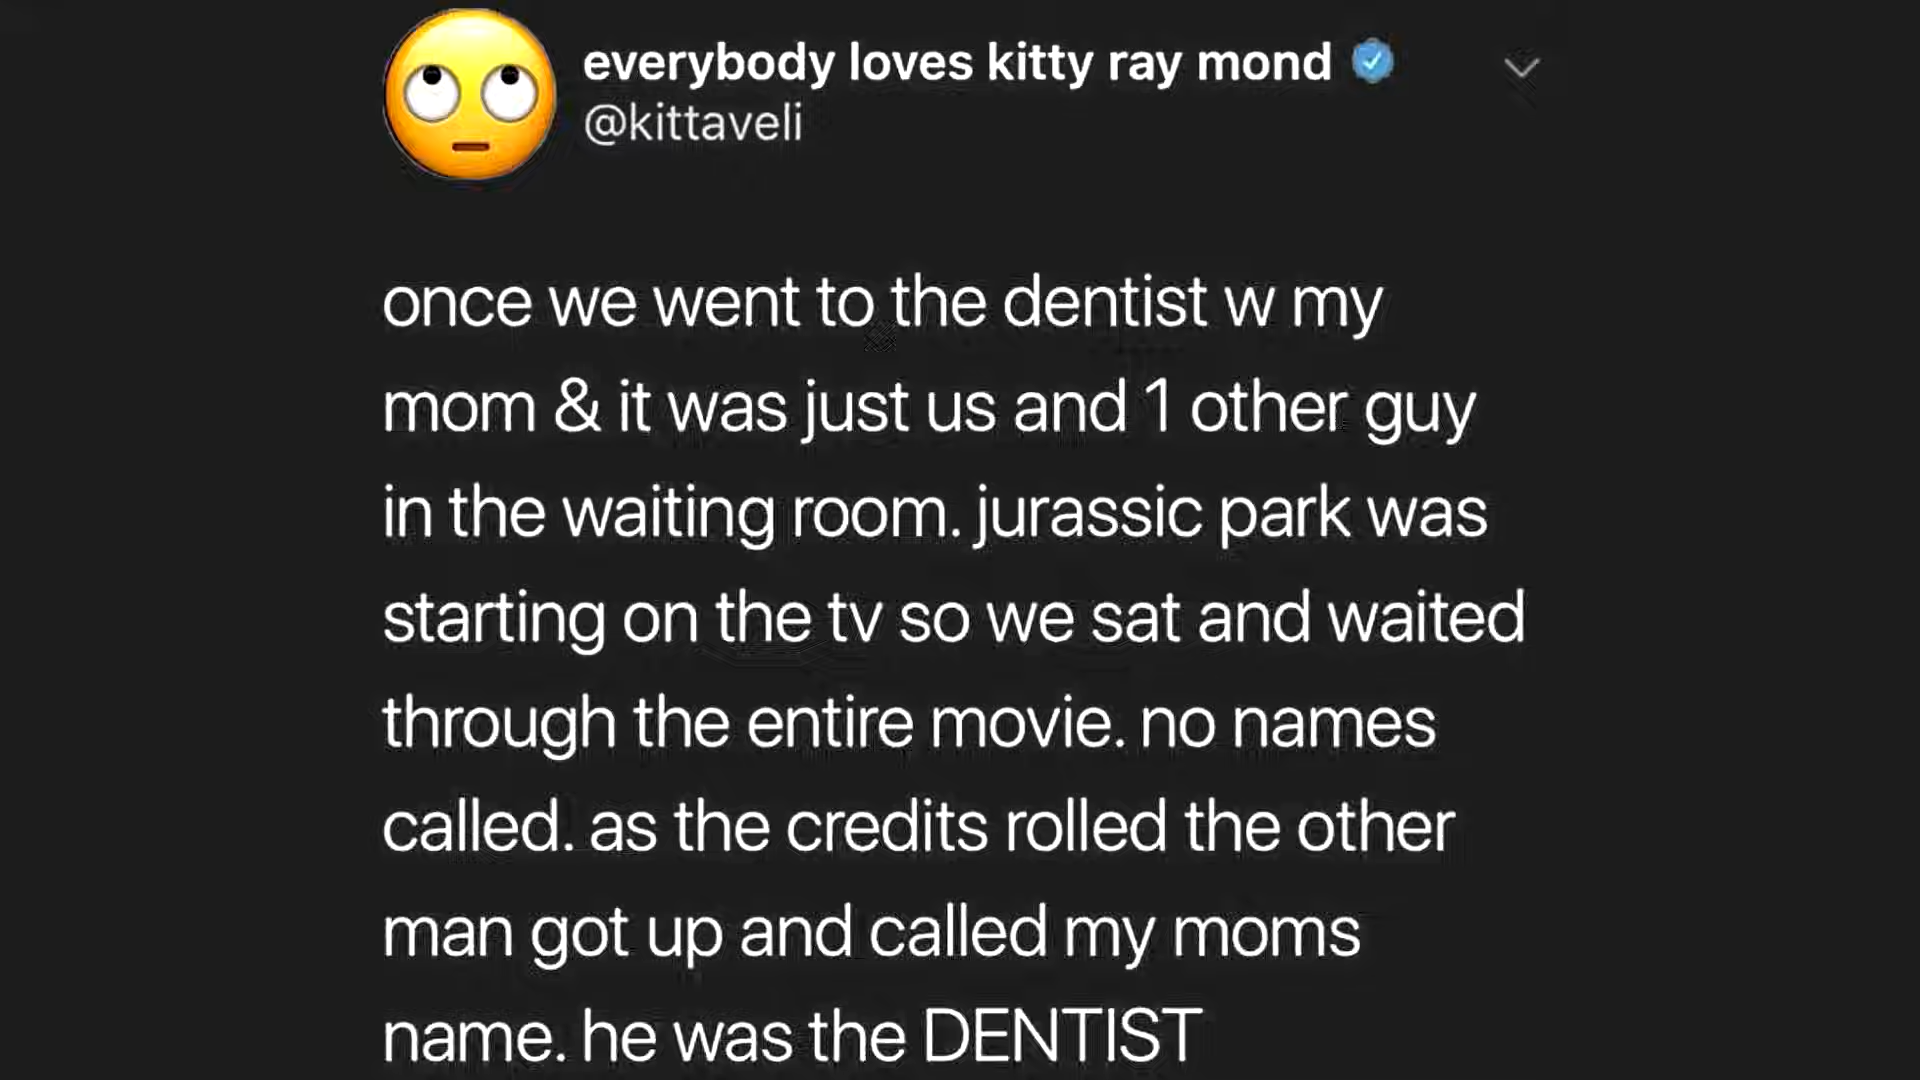 everybody loves kitty ray mond
@kittaveli
once we went to the dentist w my
mom & it was just us and 1 other guy
in the waiting room. jurassic park was
starting on the tv so we sat and waited
through the entire movie. no names
called. as the credits rolled the other
man got up and called my moms
name. he was the DENTIST